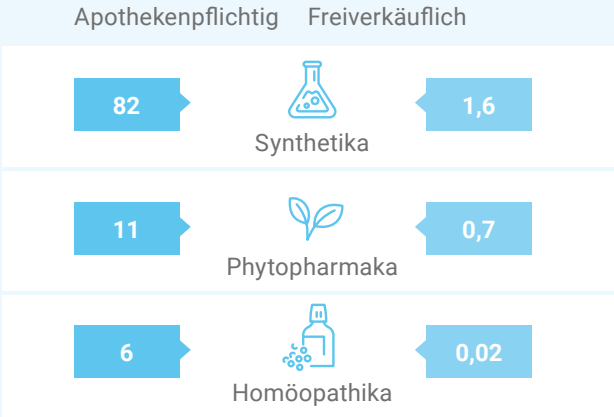 Apothekenpflichtig Freiverkäuflich
82 1,6
Synthetika
11 0,7
Phytopharmaka
6 0,02
Homöopathika